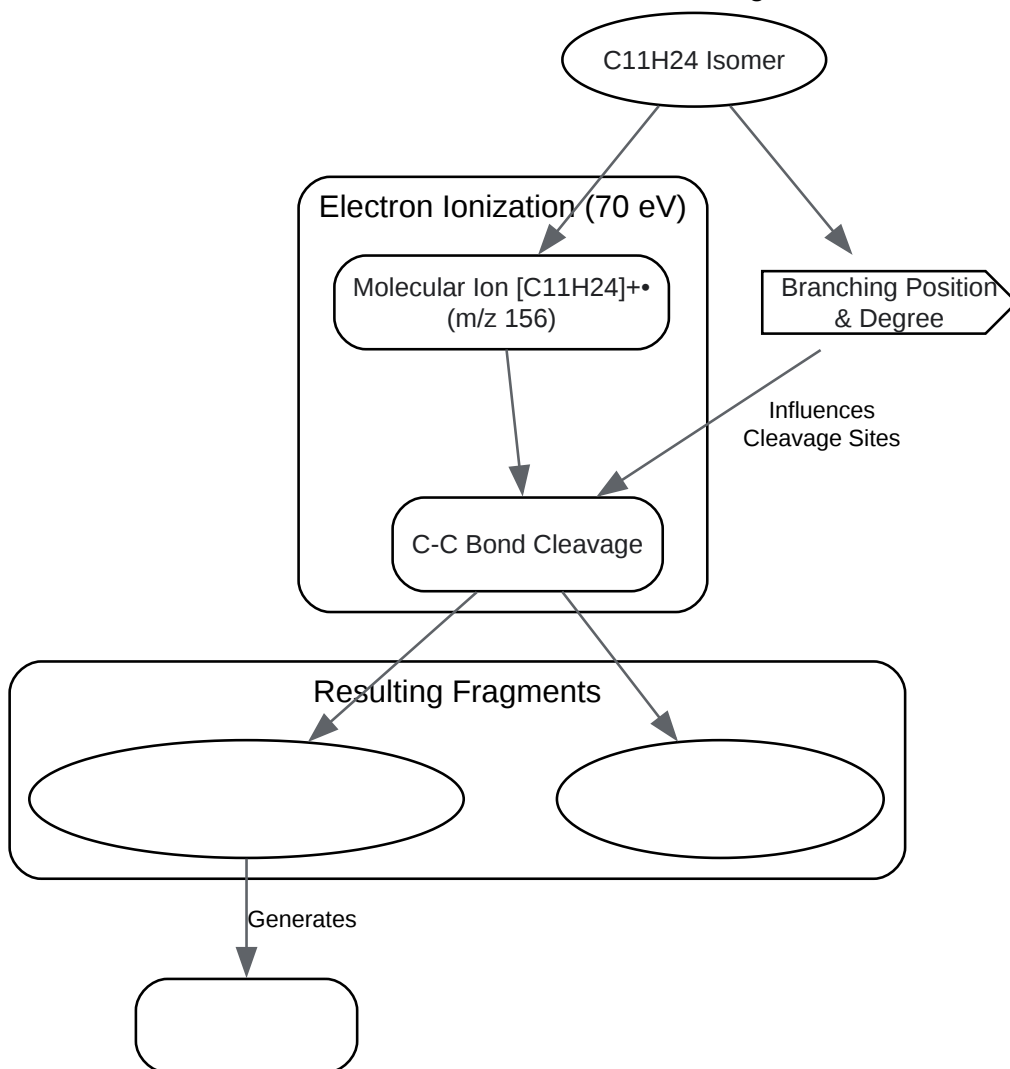 C11H24 Isomer
Electron Ionization (70 eV)
Molecular Ion [C11H24]+•
(m/z 156)
Branching Position
& Degree
Influences
Cleavage Sites
C-C Bond Cleavage
Resulting Fragments
Generates